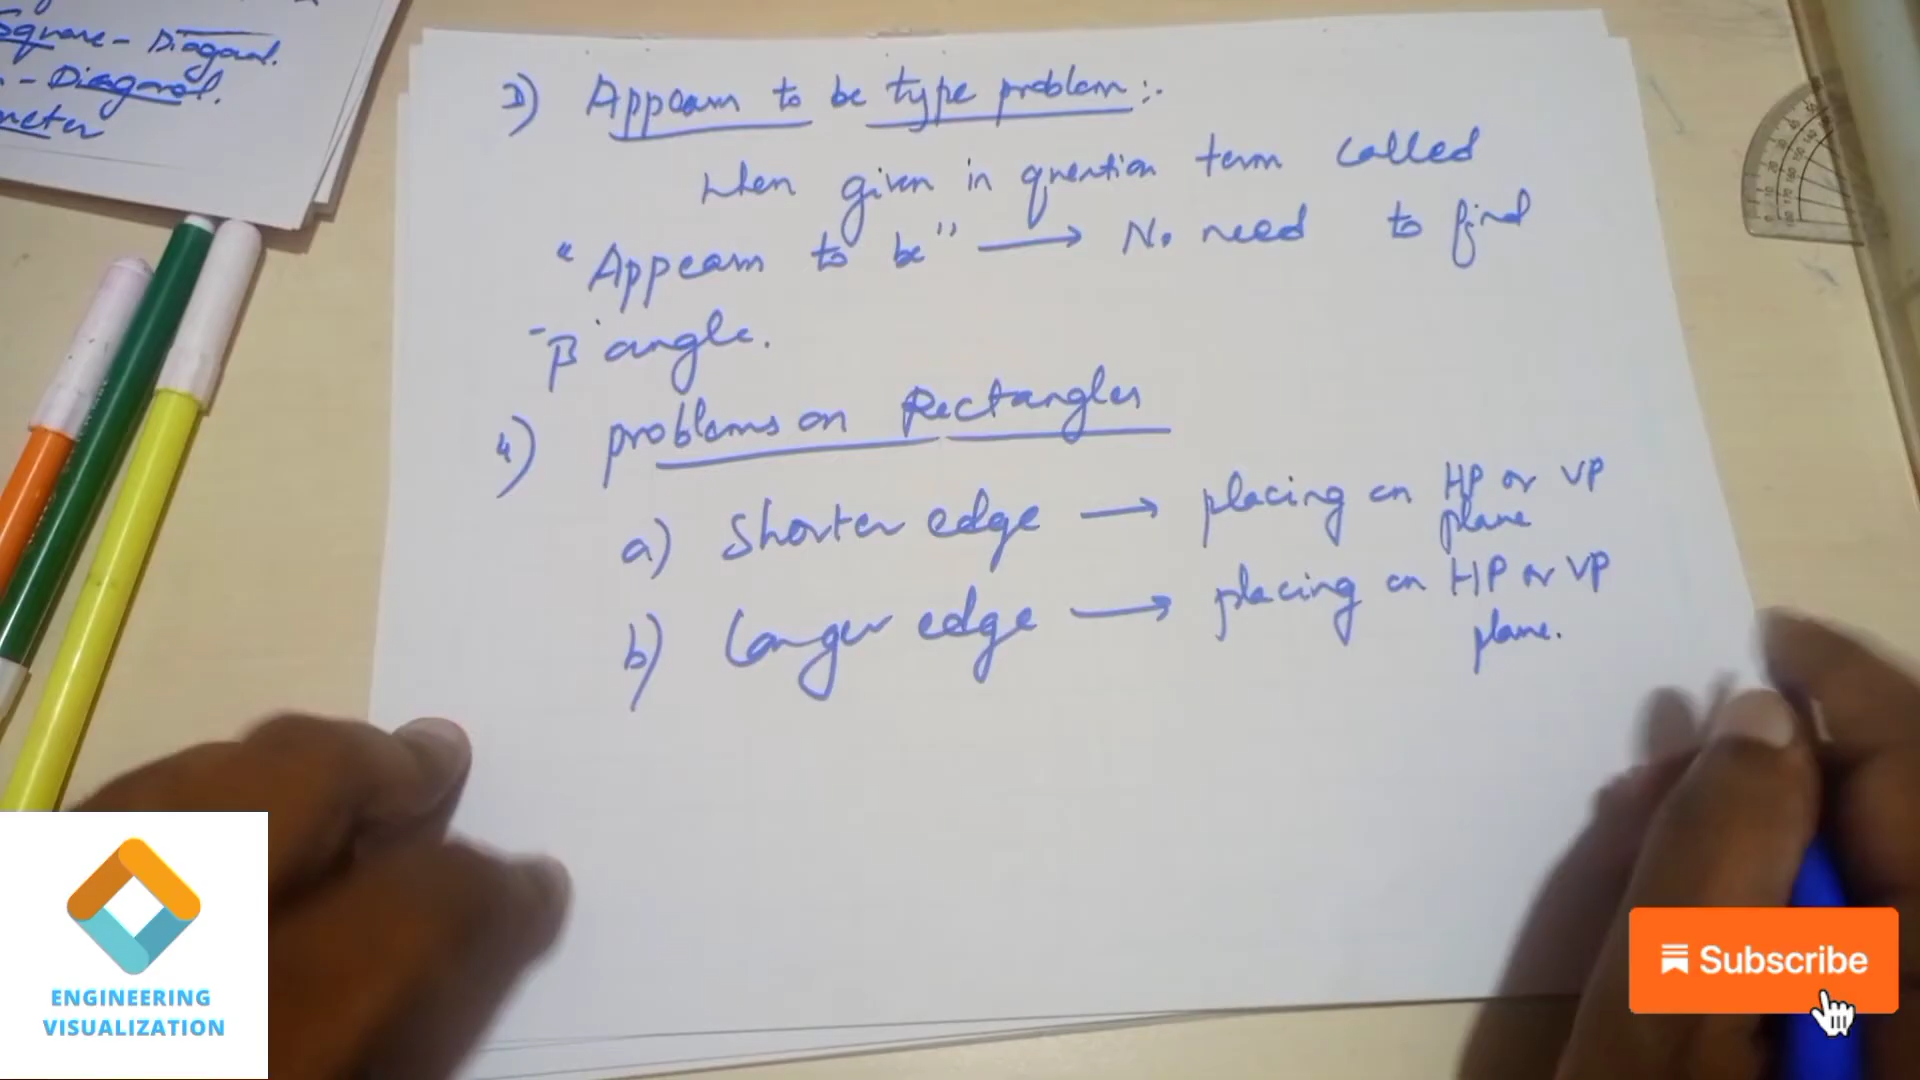 Square - Diagonal.
- Diagonal.
meter
3) Appears to be type problem :-
When given in question term called
"Appears to be" → No need to find
β angle.
4) problems on Rectangles
a) Shorter edge → placing on HP or VP
plane
b) Longer edge → placing on HP or VP
plane.
ENGINEERING
VISUALIZATION
Subscribe